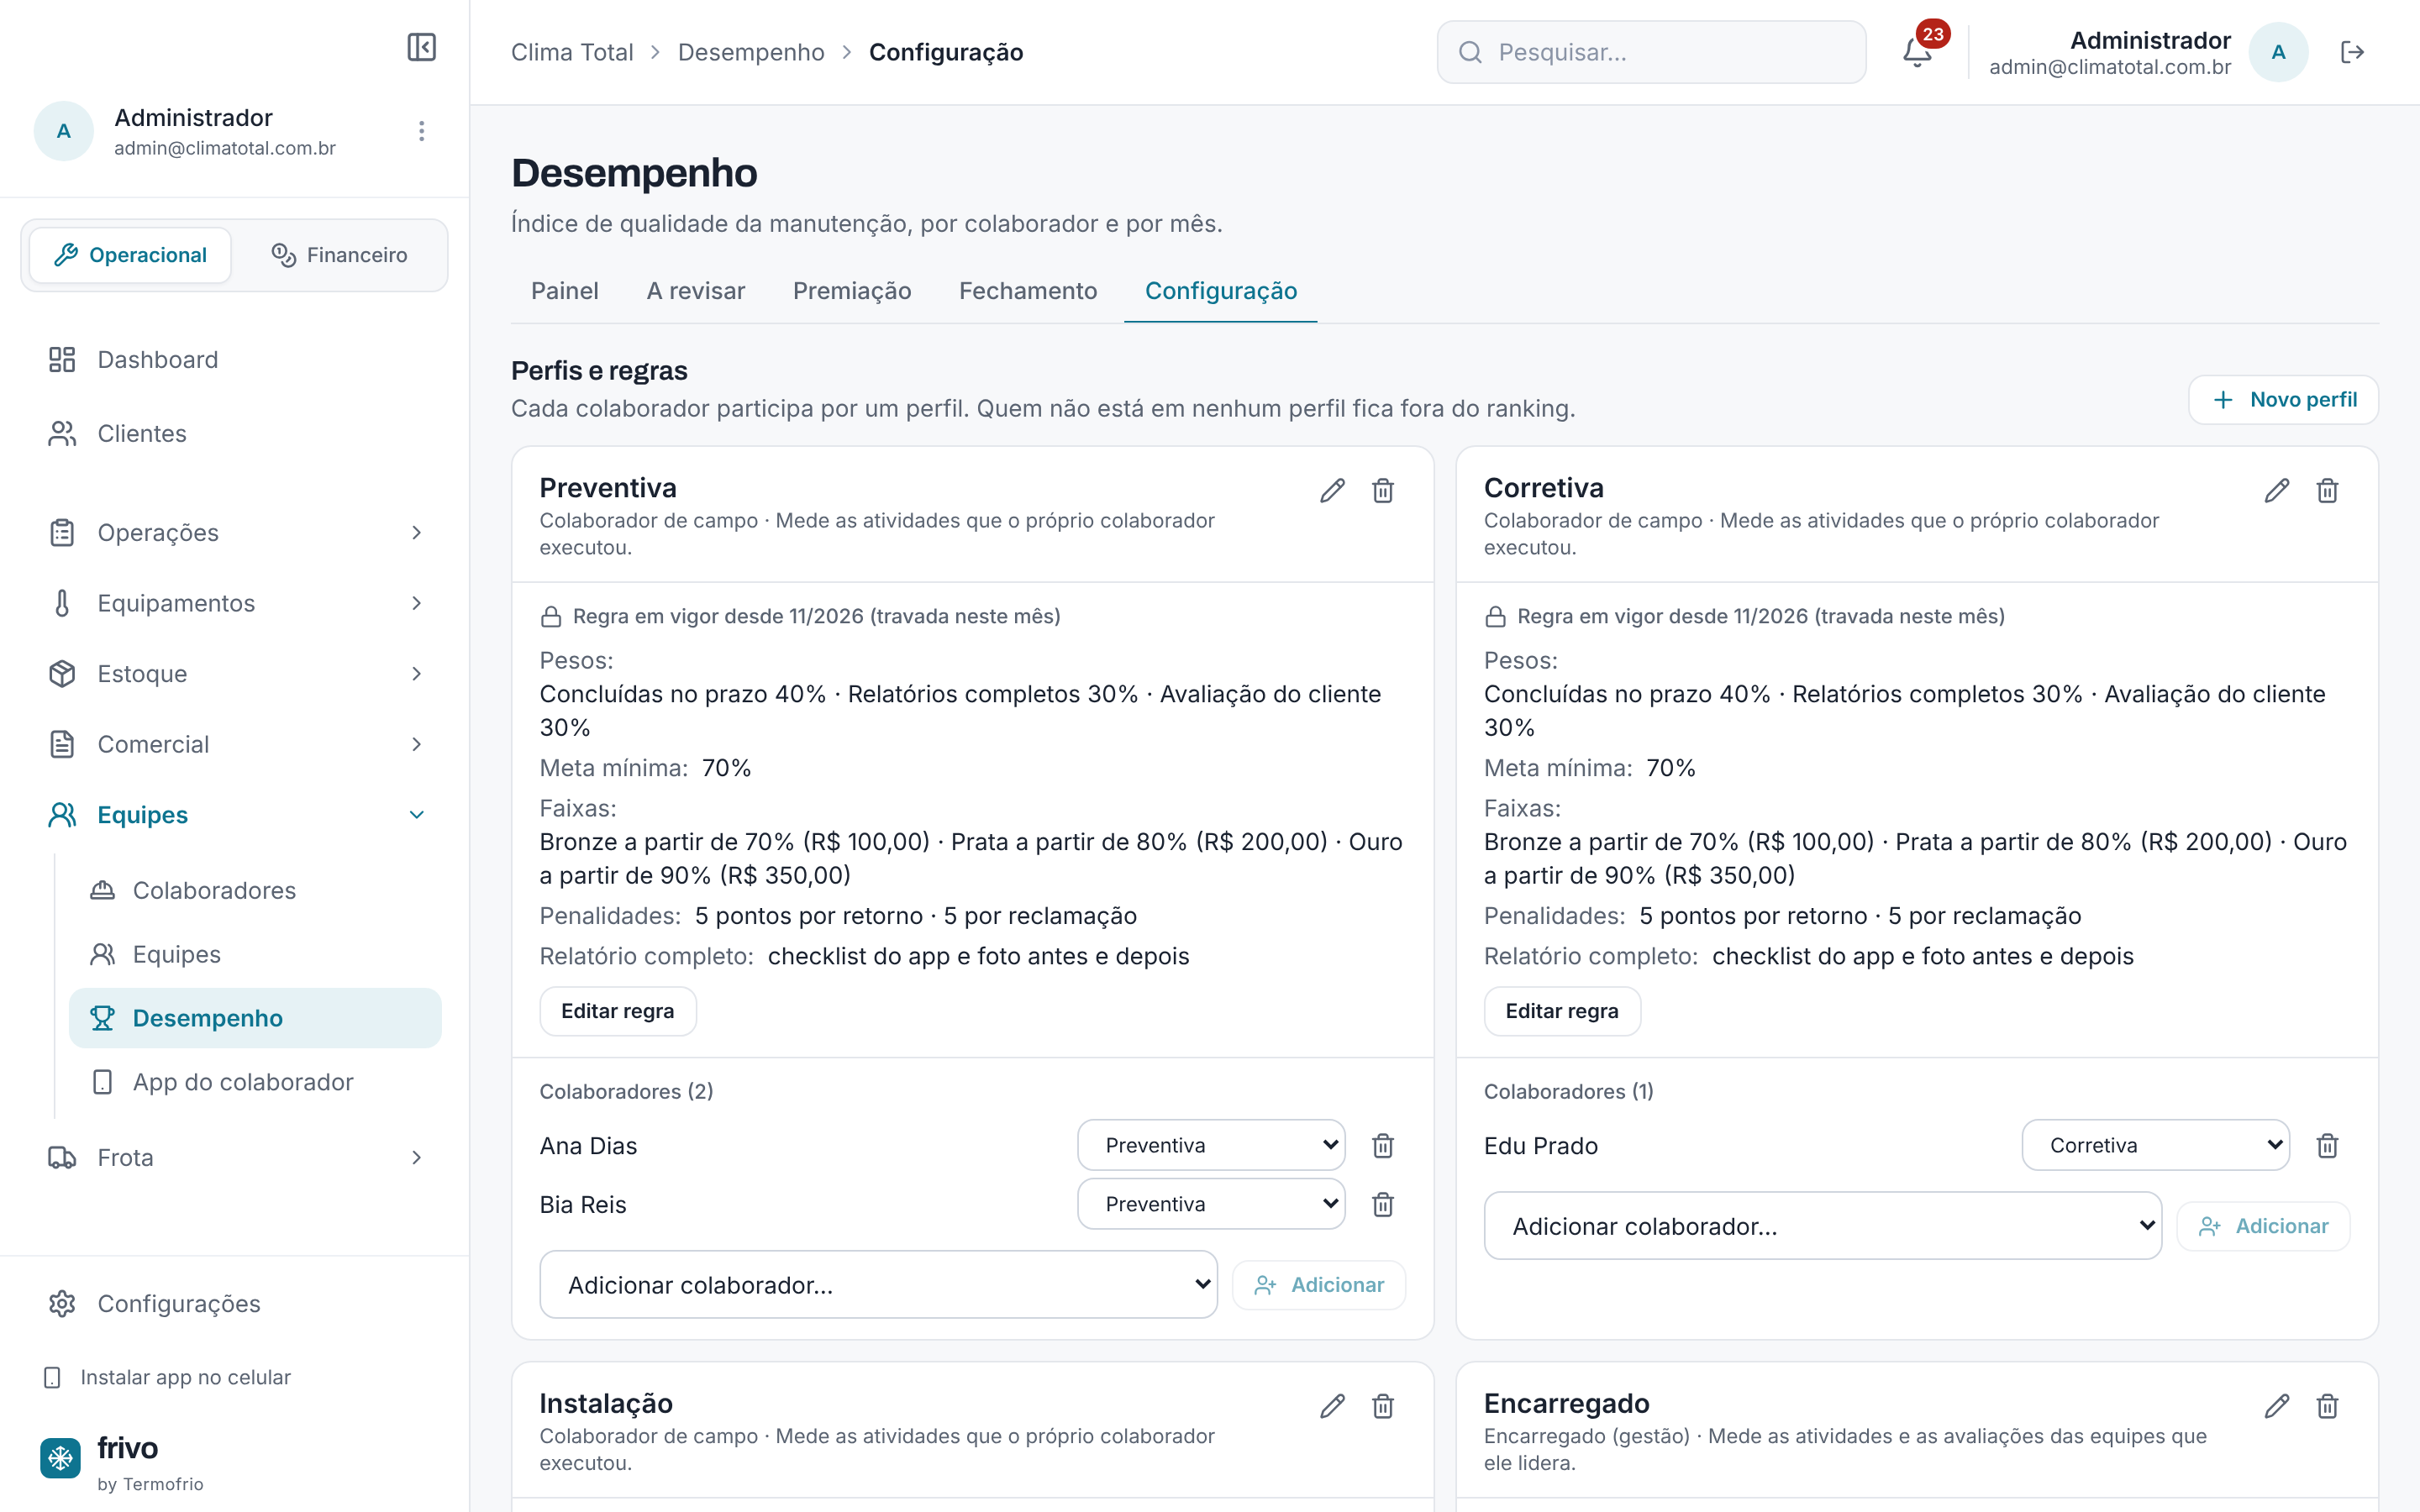 Administrador
admin@climatotal.com.br
Operacional
Financeiro
Dashboard
Clientes
Operações
Equipamentos
Estoque
Comercial
Equipes
Colaboradores
Equipes
Desempenho
App do colaborador
Frota
Configurações
Instalar app no celular
frivo
by Termofrio
Clima Total > Desempenho > Configuração
Pesquisar...
23
Administrador
admin@climatotal.com.br
A
A
Desempenho
Índice de qualidade da manutenção, por colaborador e por mês.
Painel
A revisar
Premiação
Fechamento
Configuração
Perfis e regras
Cada colaborador participa por um perfil. Quem não está em nenhum perfil fica fora do ranking.
Novo perfil
Preventiva
Colaborador de campo · Mede as atividades que o próprio colaborador
executou.
Regra em vigor desde 11/2026 (travada neste mês)
Pesos:
Concluídas no prazo 40% · Relatórios completos 30% · Avaliação do cliente
30%
Meta mínima: 70%
Faixas:
Bronze a partir de 70% (R$ 100,00) · Prata a partir de 80% (R$ 200,00) · Ouro
a partir de 90% (R$ 350,00)
Penalidades: 5 pontos por retorno · 5 por reclamação
Relatório completo: checklist do app e foto antes e depois
Editar regra
Colaboradores (2)
Ana Dias
Preventiva
Bia Reis
Preventiva
Adicionar colaborador...
Adicionar
Corretiva
Colaborador de campo · Mede as atividades que o próprio colaborador
executou.
Regra em vigor desde 11/2026 (travada neste mês)
Pesos:
Concluídas no prazo 40% · Relatórios completos 30% · Avaliação do cliente
30%
Meta mínima: 70%
Faixas:
Bronze a partir de 70% (R$ 100,00) · Prata a partir de 80% (R$ 200,00) · Ouro
a partir de 90% (R$ 350,00)
Penalidades: 5 pontos por retorno · 5 por reclamação
Relatório completo: checklist do app e foto antes e depois
Editar regra
Colaboradores (1)
Edu Prado
Corretiva
Adicionar colaborador...
Adicionar
Instalação
Colaborador de campo · Mede as atividades que o próprio colaborador
executou.
Encarregado
Encarregado (gestão) · Mede as atividades e as avaliações das equipes que
ele lidera.